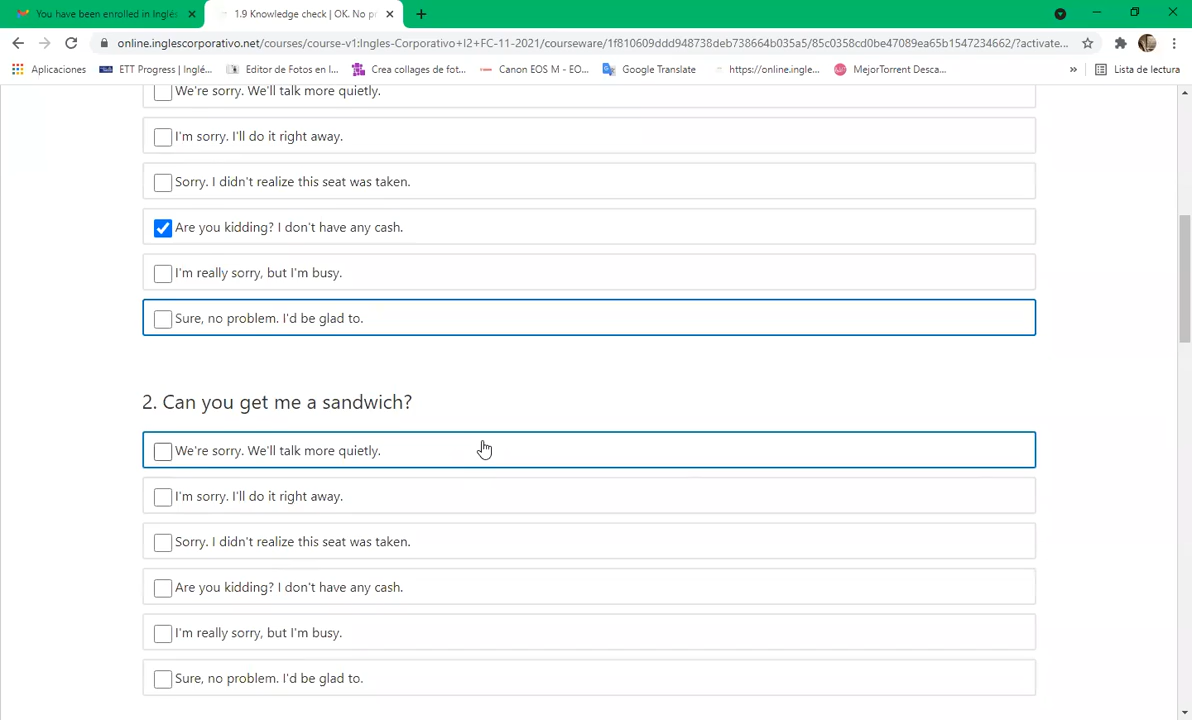 You have been enrolled in Inglés
1.9 Knowledge check | OK. No pr
online.inglescorporativo.net/courses/course-v1:Ingls-Corporativo+I2+FC-11-2021/courseware/1f810609ddd948738deb738664b035a5/85c0358cd0be47089ea65b1547234662/?activate...
Aplicaciones
ETT Progress | Inglé...
Editor de Fotos en l...
Crea collages de fot...
Canon EOS M - EO...
Google Translate
https://online.ingle...
MejorTorrent Desca...
»
Lista de lectura
We're sorry. We'll talk more quietly.
I'm sorry. I'll do it right away.
Sorry. I didn't realize this seat was taken.
Are you kidding? I don't have any cash.
I'm really sorry, but I'm busy.
Sure, no problem. I'd be glad to.
2. Can you get me a sandwich?
We're sorry. We'll talk more quietly.
I'm sorry. I'll do it right away.
Sorry. I didn't realize this seat was taken.
Are you kidding? I don't have any cash.
I'm really sorry, but I'm busy.
Sure, no problem. I'd be glad to.